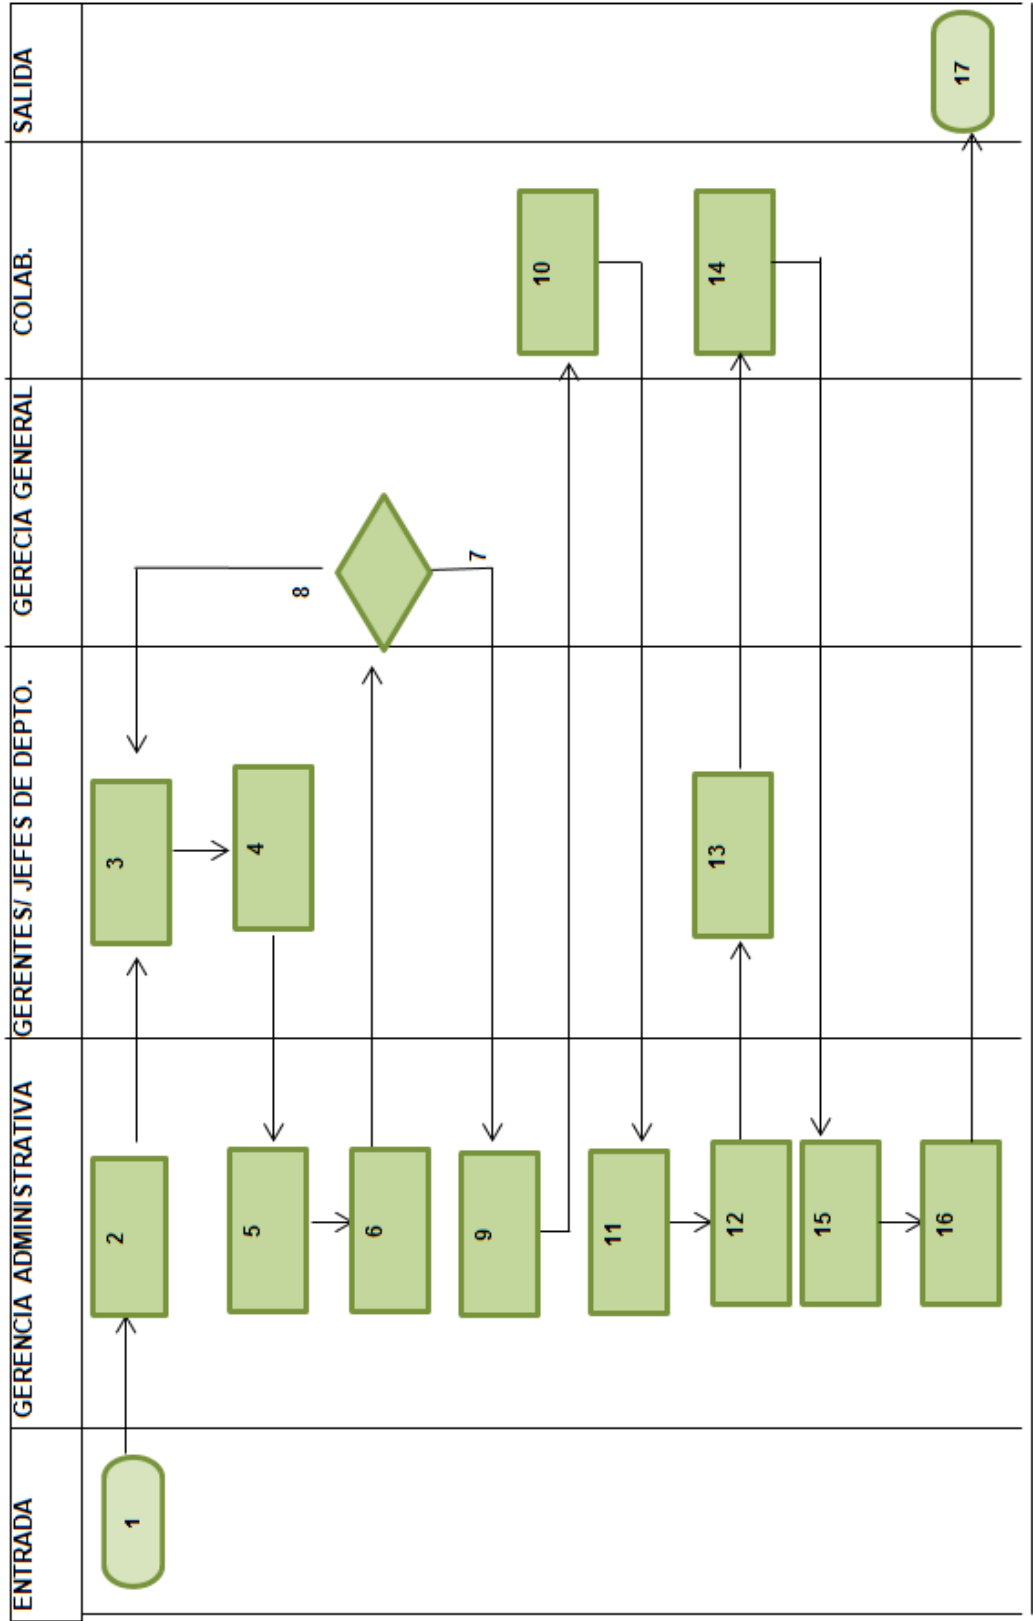 ENTRADA
GERENCIA ADMINISTRATIVA
GERENTES/ JEFES DE DEPTO.
GERECIA GENERAL
COLAB.
SALIDA
1
2
3
4
5
6
7
8
9
10
11
12
13
14
15
16
17